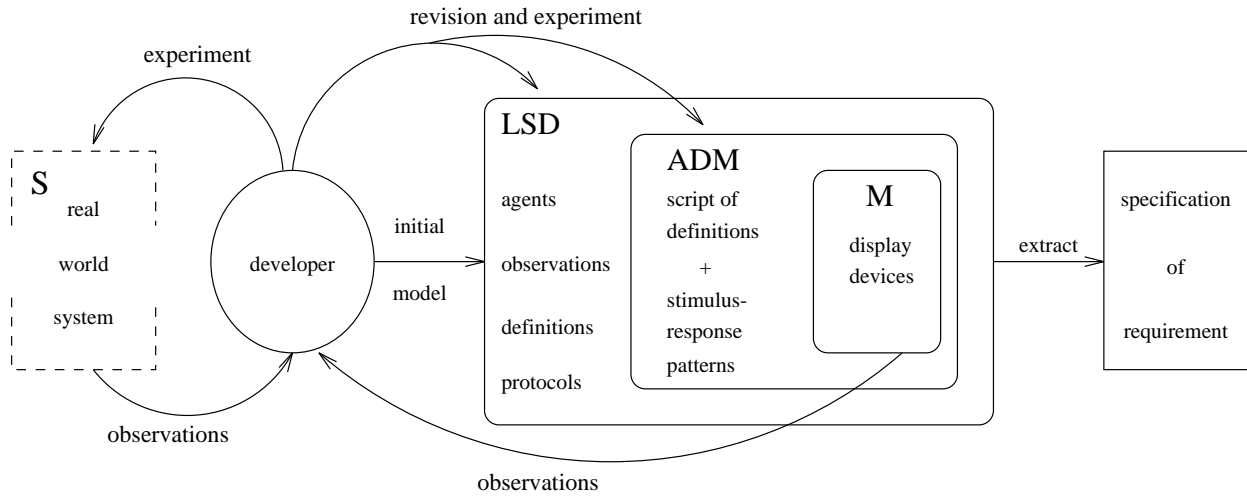 revision and experiment
experiment
S
real
world
system
observations
developer
initial
model
LSD
agents
observations
definitions
protocols
ADM
script of
definitions
+
stimulus-
response
patterns
M
display
devices
observations
extract
specification
of
requirement